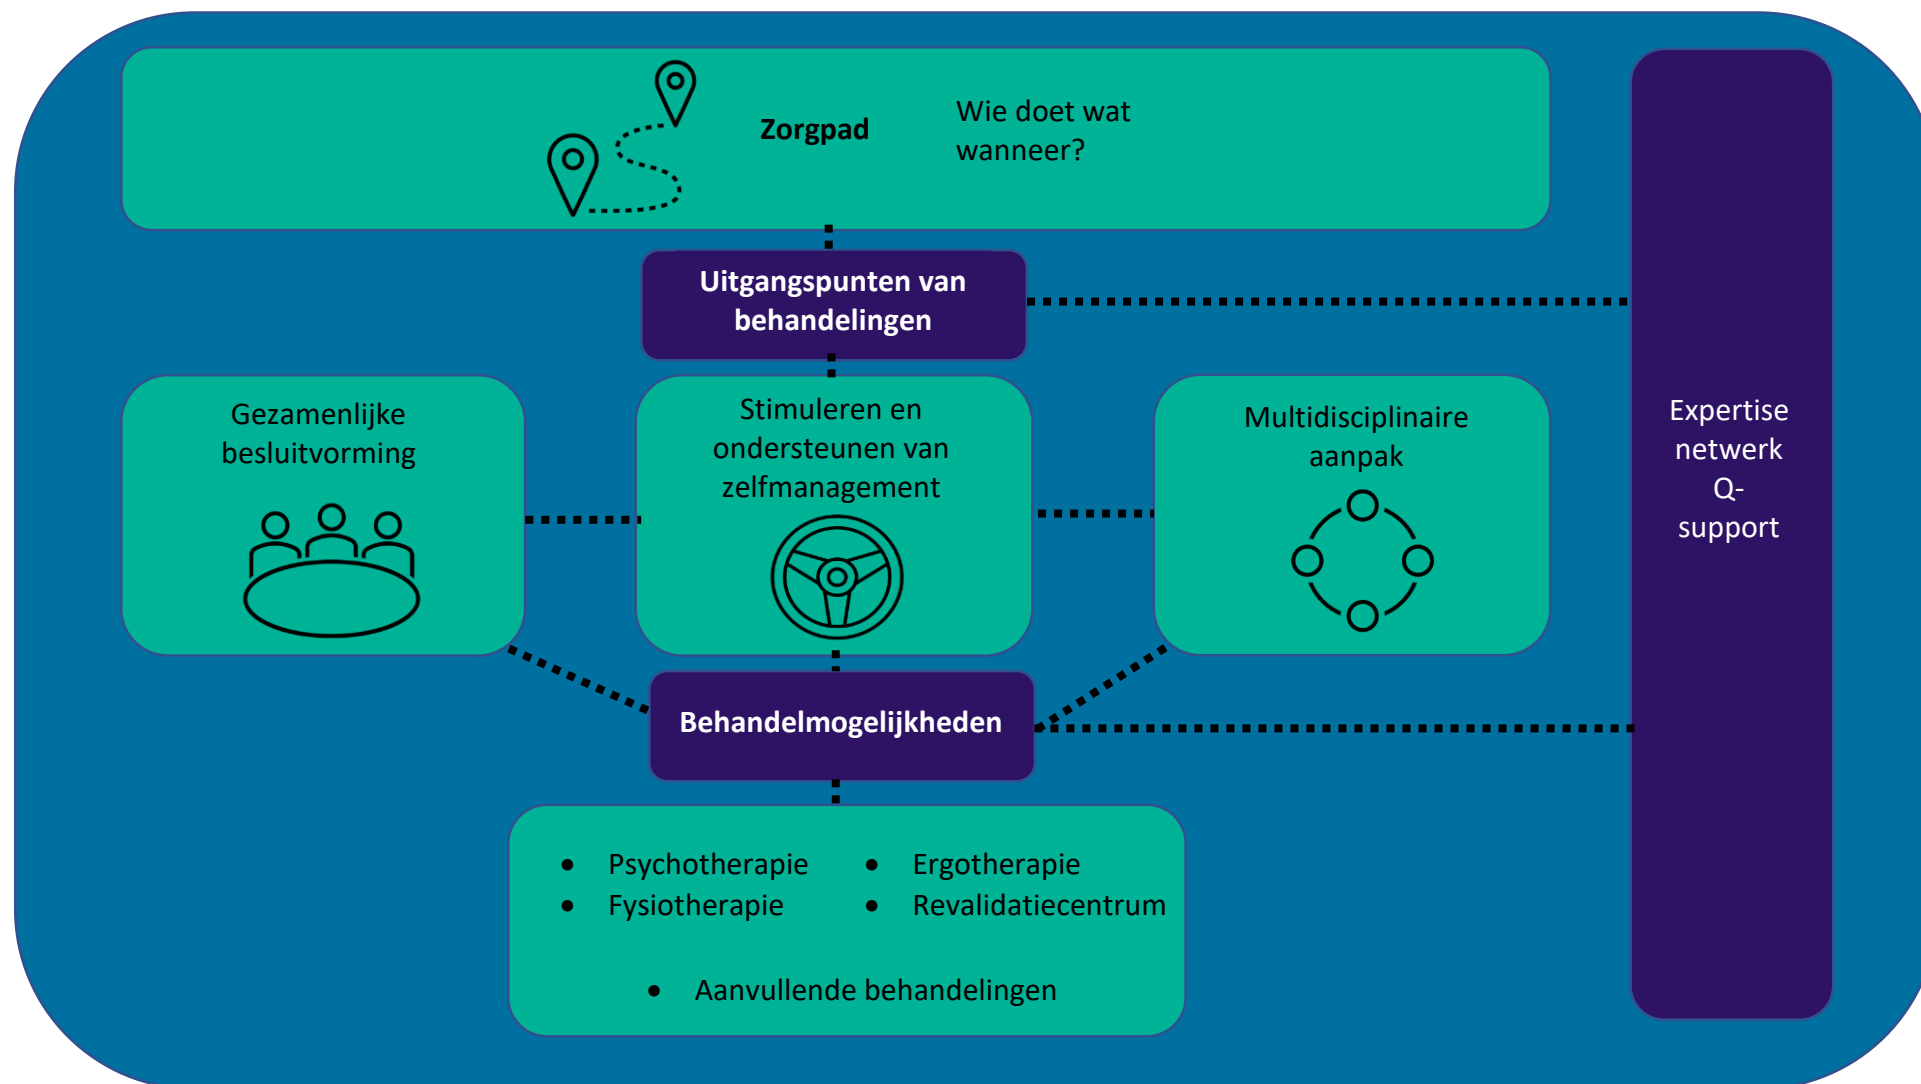 Zorgpad
Wie doet wat
wanneer?
Uitgangspunten van
behandelingen
Gezamenlijke
besluitvorming
Stimuleren en
ondersteunen van
zelfmanagement
Multidisciplinaire
aanpak
Expertise
netwerk
Q-
support
Behandelmogelijkheden
• Psychotherapie
• Fysiotherapie
• Ergotherapie
• Revalidatiecentrum
• Aanvullende behandelingen